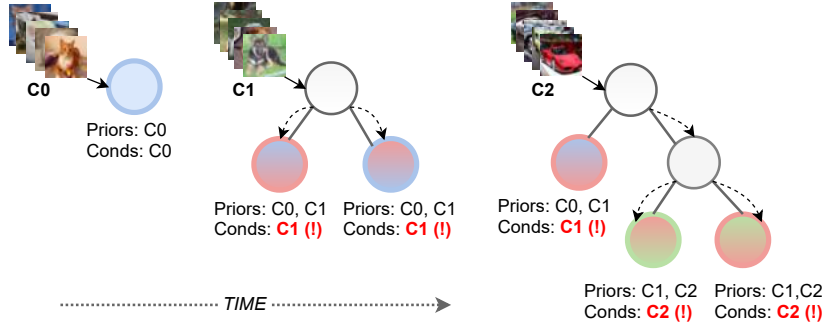 C0
Priors: C0
Conds: C0
C1
Priors: C0, C1
Conds: C1 (!)
Priors: C0, C1
Conds: C1 (!)
C2
Priors: C0, C1
Conds: C1 (!)
Priors: C1, C2
Conds: C2 (!)
Priors: C1,C2
Conds: C2 (!)
TIME